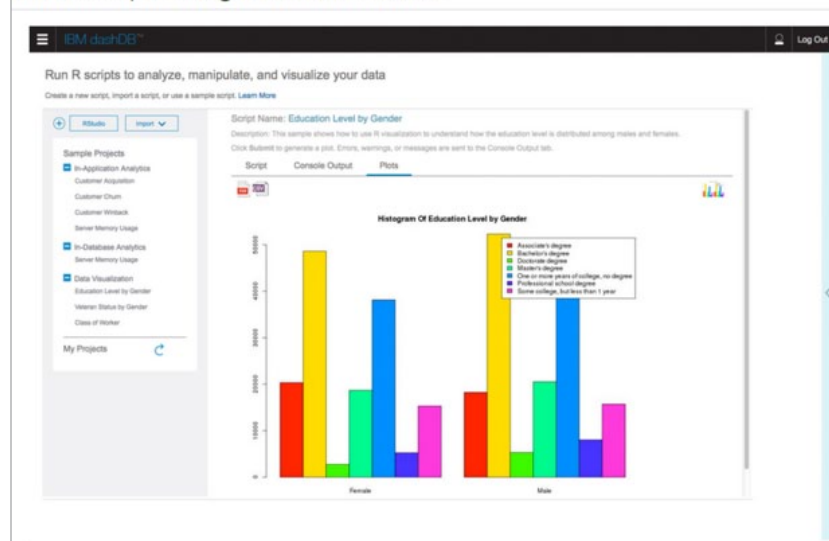 IBM dashDB™
Log Out
Run R scripts to analyze, manipulate, and visualize your data
Create a new script, import a script, or use a sample script. Learn More
RStudio
Import
Sample Projects
In-Application Analytics
Customer Acquisition
Customer Churn
Customer Winback
Server Memory Usage
In-Database Analytics
Server Memory Usage
Data Visualization
Education Level by Gender
Veteran Status by Gender
Class of Worker
My Projects
Script Name: Education Level by Gender
Description: This sample shows how to use R visualization to understand how the education level is distributed among males and females.
Click Submit to generate a plot. Errors, warnings, or messages are sent to the Console Output tab.
Script Console Output Plots
Histogram Of Education Level by Gender
Associate's degree
Bachelor's degree
Doctorate degree
Master's degree
One or more years of college, no degree
Professional school degree
Some college, but less than 1 year
50000
40000
30000
20000
10000
0
Female Male